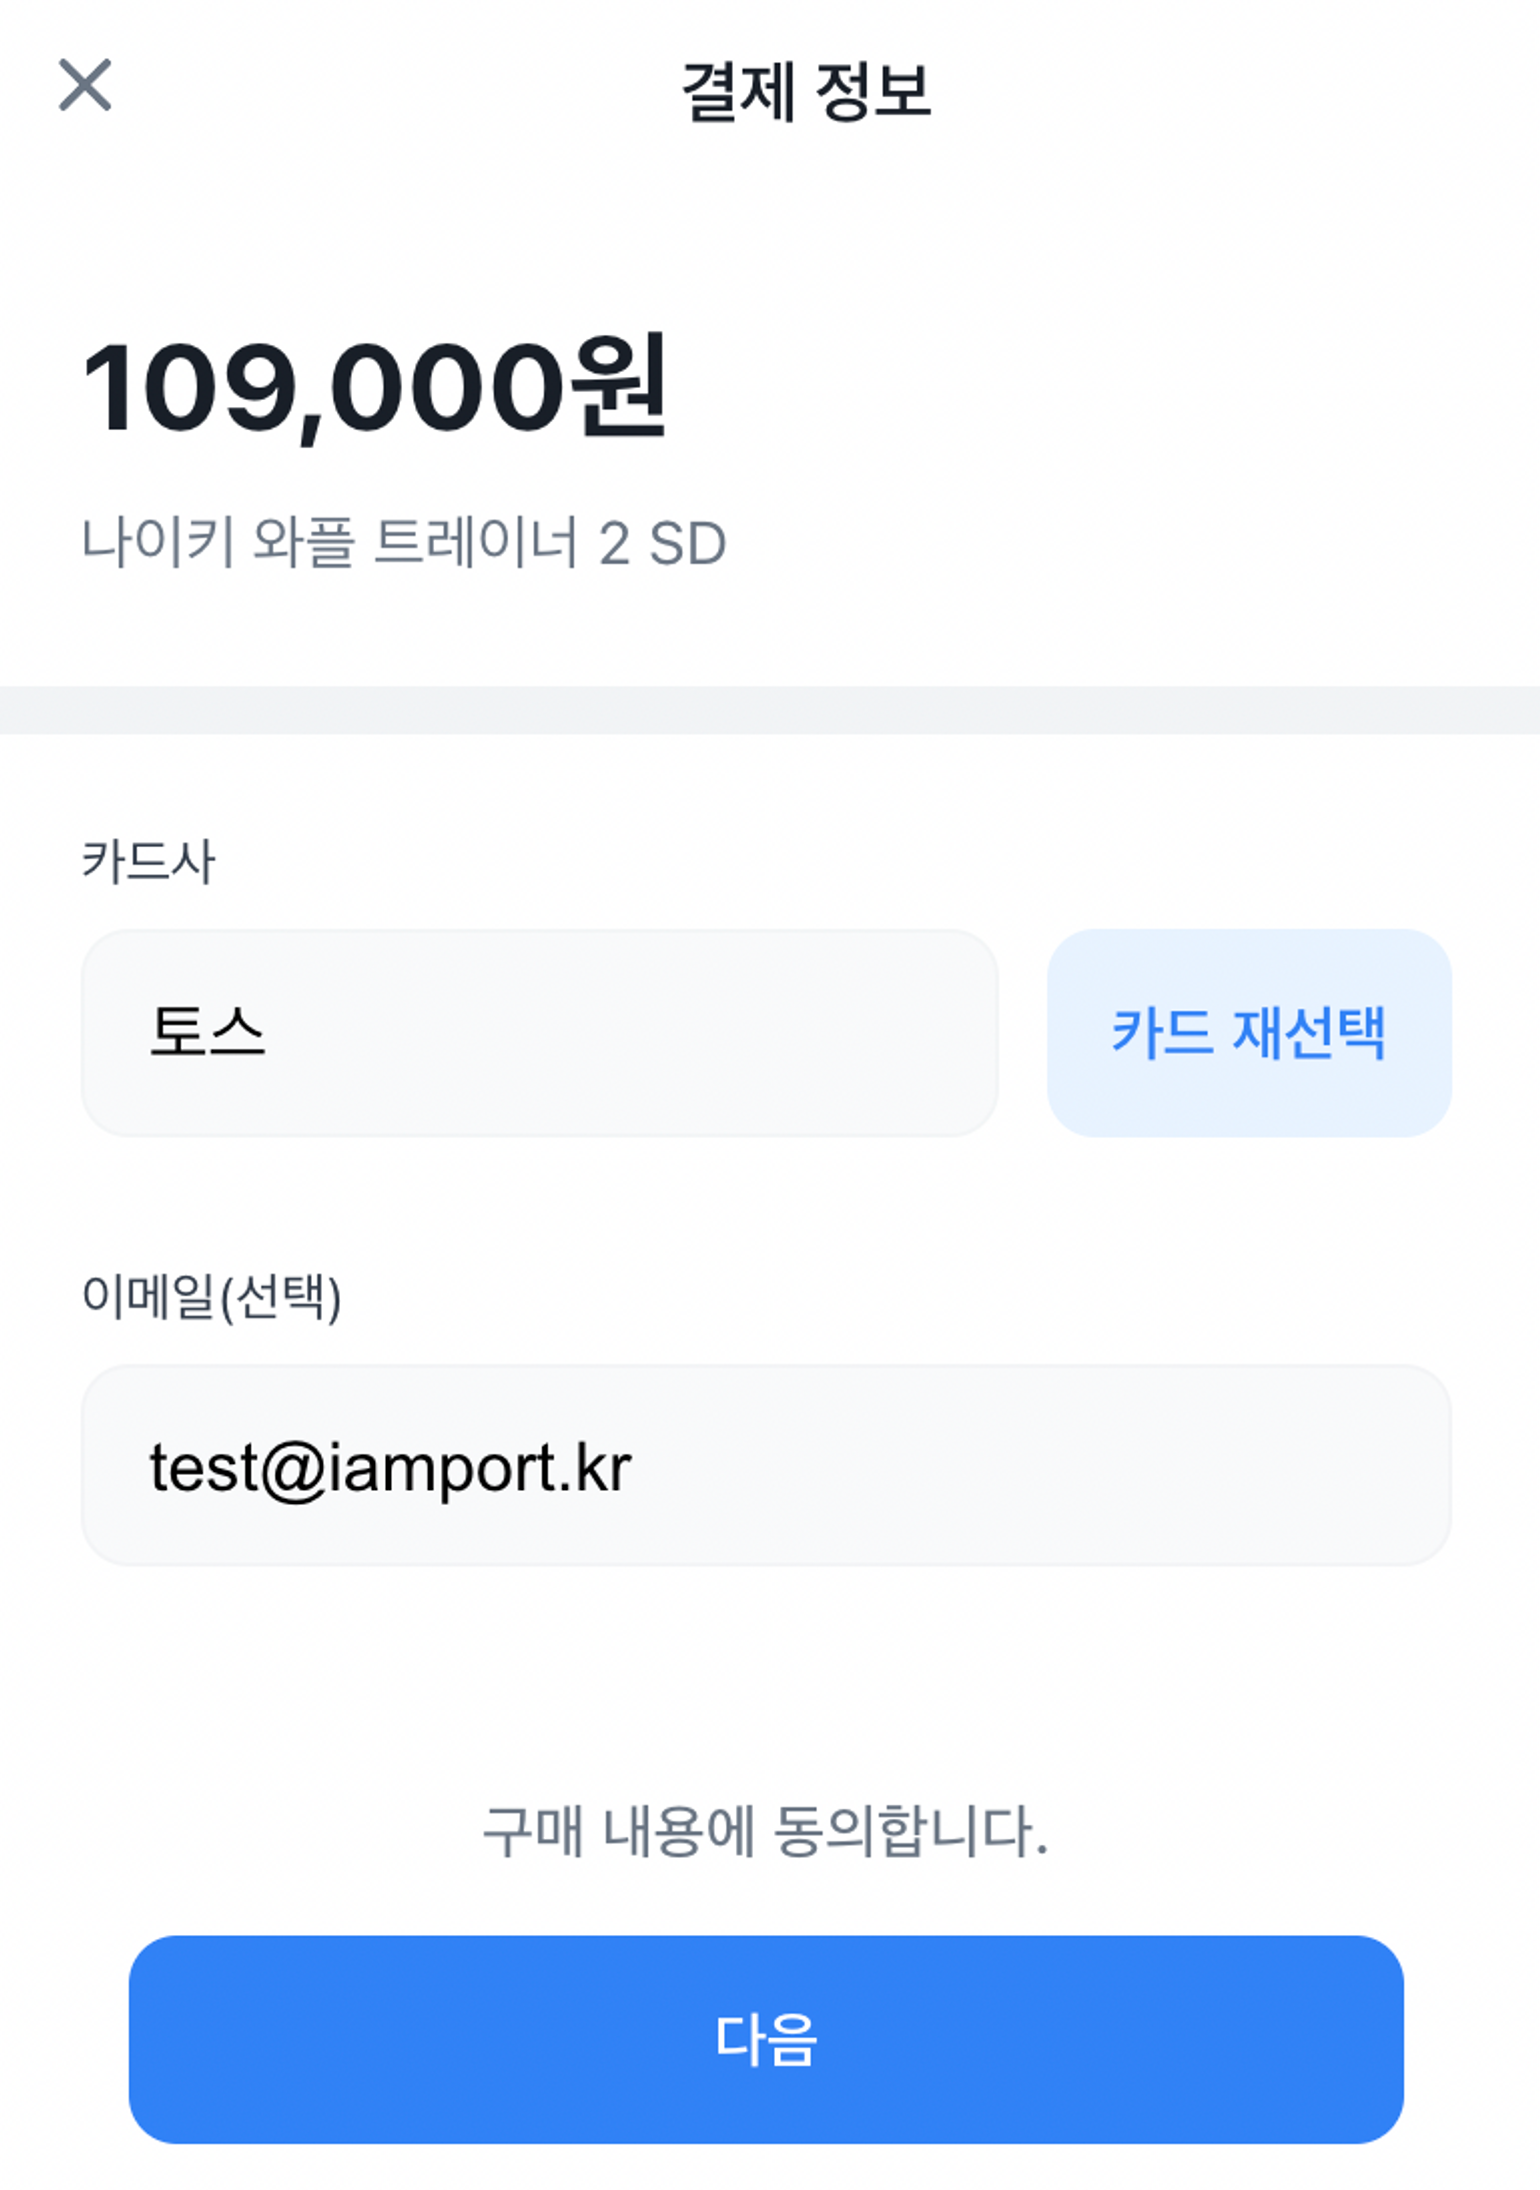 결제 정보
109,000원
나이키 와플 트레이너 2 SD
카드사
토스
카드 재선택
이메일(선택)
test@iamport.kr
구매 내용에 동의합니다.
다음